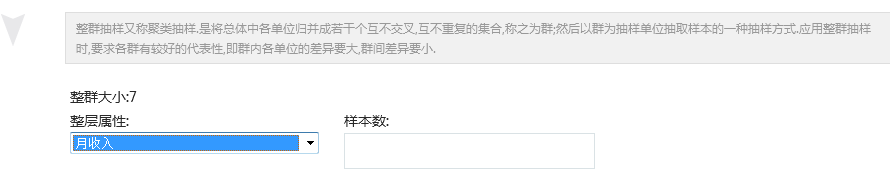 整群抽样又称聚类抽样.是将总体中各单位归并成若干个互不交叉,互不重复的集合,称之为群;然后以群为抽样单位抽取样本的一种抽样方式.应用整群抽样
时,要求各群有较好的代表性,即群内各单位的差异要大,群间差异要小.
整群大小:7
整层属性:
样本数:
月收入